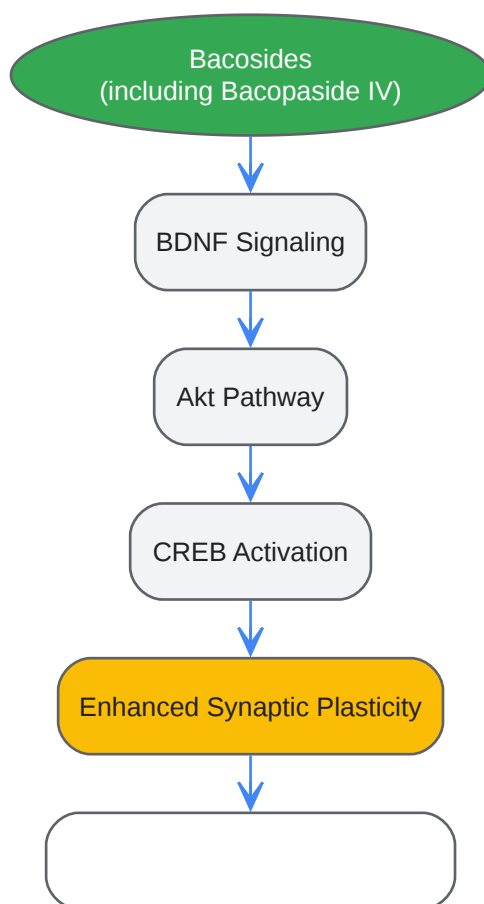 Bacosides
(including Bacopaside IV)
BDNF Signaling
Akt Pathway
CREB Activation
Enhanced Synaptic Plasticity